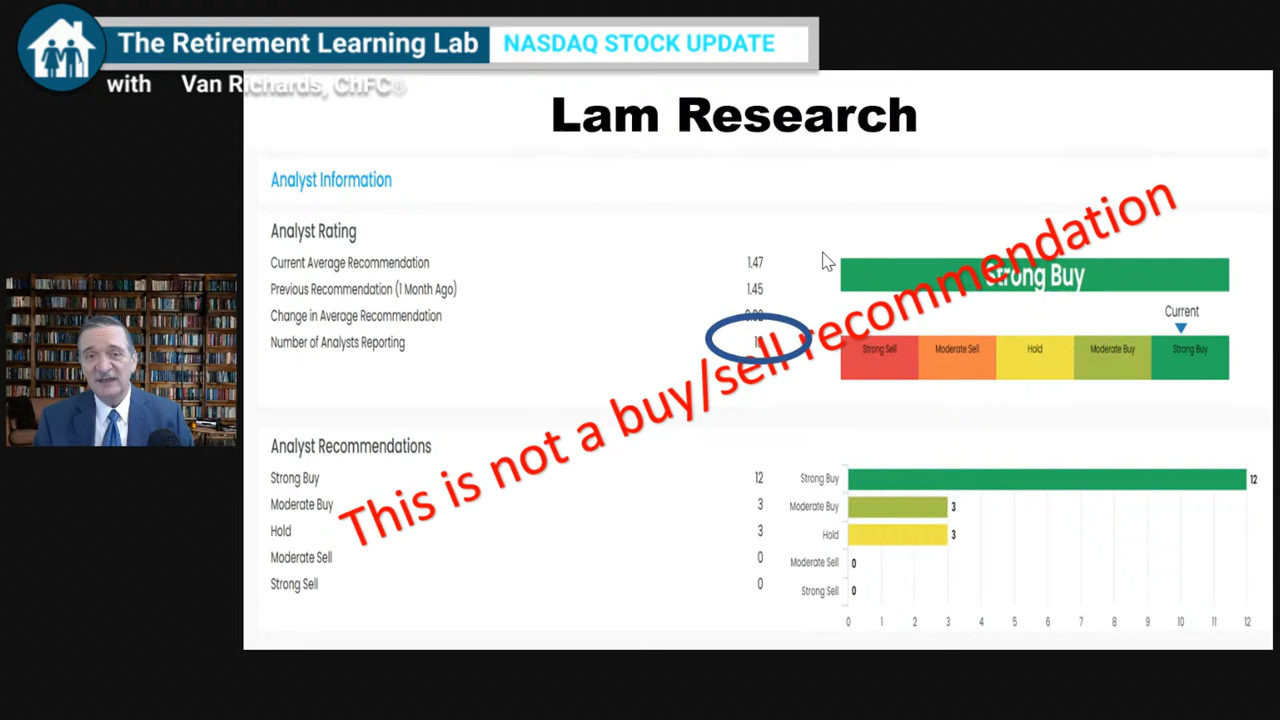 The Retirement Learning Lab NASDAQ STOCK UPDATE
with Van Richards, ChFC®
Lam Research
Analyst Information
Analyst Rating
Current Average Recommendation 1.47
Previous Recommendation (1 Month Ago) 1.45
Change in Average Recommendation
Number of Analysts Reporting
Strong Buy
Current
Strong Sell Moderate Sell Hold Moderate Buy Strong Buy
This is not a buy/sell recommendation
Analyst Recommendations
Strong Buy 12
Moderate Buy 3
Hold 3
Moderate Sell 0
Strong Sell 0
Strong Buy 12
Moderate Buy 3
Hold 3
Moderate Sell 0
Strong Sell 0
0 1 2 3 4 5 6 7 8 9 10 11 12